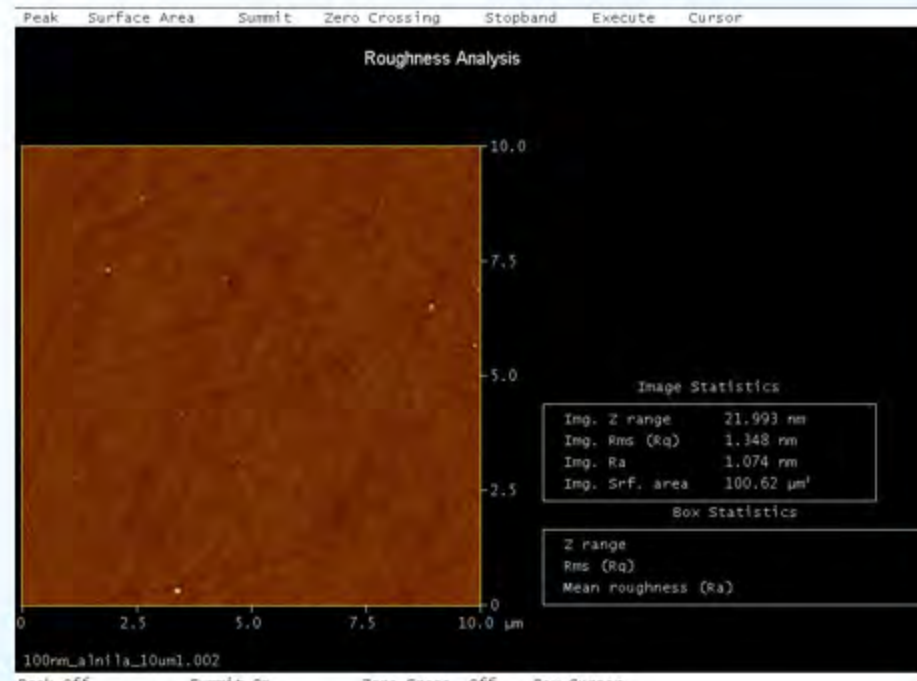 Peak Surface Area Summit Zero Crossing Stopband Execute Cursor
Roughness Analysis
10.0
7.5
5.0
2.5
0
0 2.5 5.0 7.5 10.0 µm
Image Statistics
Img. Z range 21.993 nm
Img. Rms (Rq) 1.348 nm
Img. Ra 1.074 nm
Img. Srf. area 100.62 µm²
Box Statistics
Z range
Rms (Rq)
Mean roughness (Ra)
100nm_alnila_10um1.002